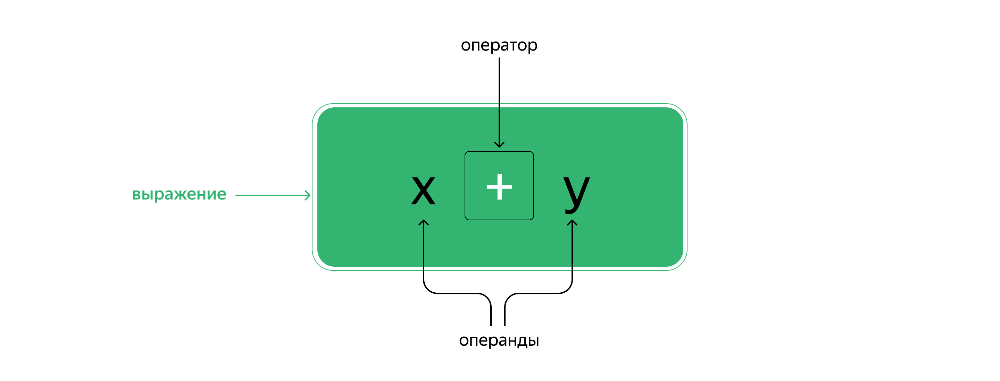 оператор
выражение
x + y
операнды